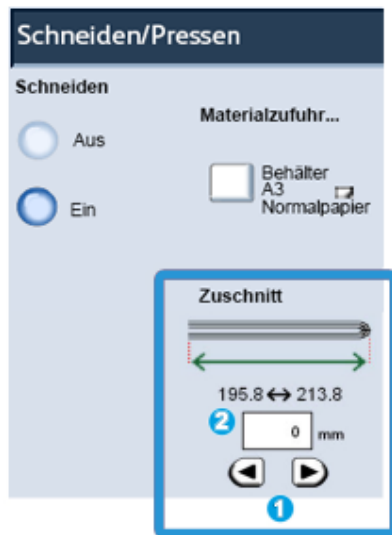 Schneiden/Pressen
Schneiden
Aus
Ein
Materialzufuhr...
Behälter
A3
Normalpapier
Zuschnitt
195.8 ↔ 213.8
2
0 mm
1